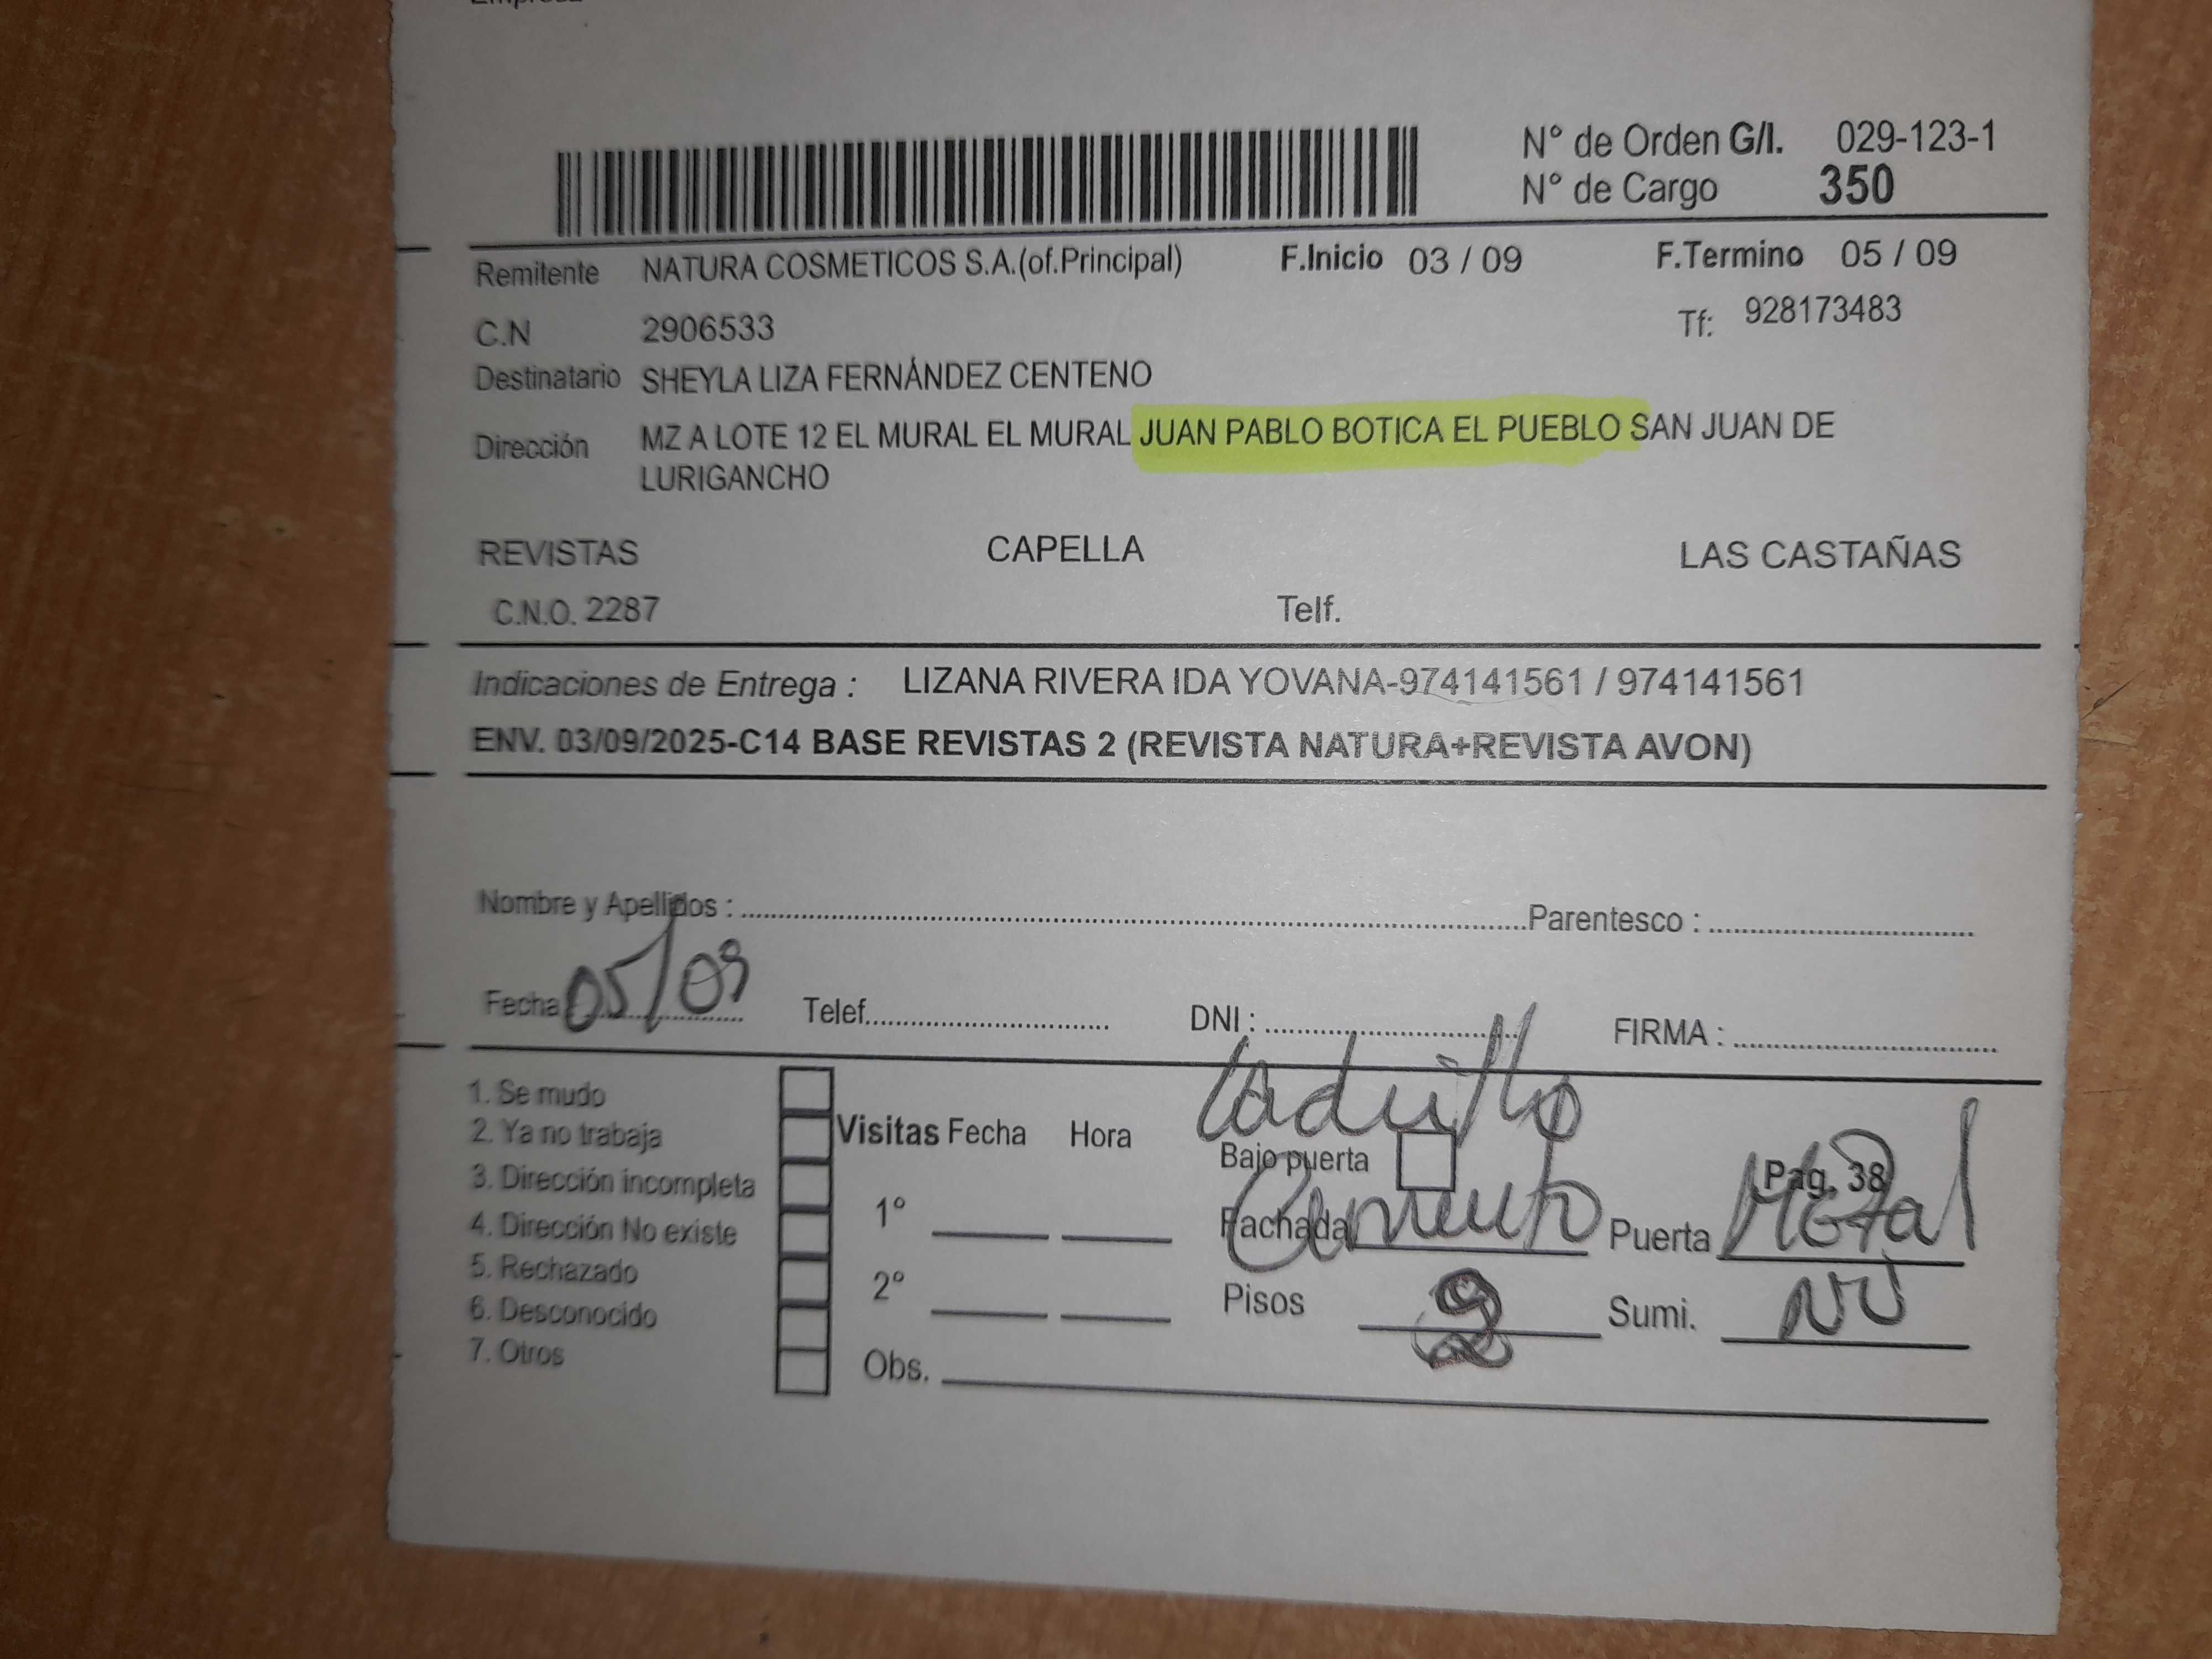 Empresa
N° de Orden G/I. 029-123-1
N° de Cargo 350
Remitente NATURA COSMETICOS S.A.(of.Principal) F.Inicio 03 / 09 F.Termino 05 / 09
C.N 2906533 Tf: 928173483
Destinatario SHEYLA LIZA FERNÁNDEZ CENTENO
Dirección MZ A LOTE 12 EL MURAL EL MURAL JUAN PABLO BOTICA EL PUEBLO SAN JUAN DE
LURIGANCHO
REVISTAS CAPELLA LAS CASTAÑAS
C.N.O. 2287 Telf.
Indicaciones de Entrega : LIZANA RIVERA IDA YOVANA-974141561 / 974141561
ENV. 03/09/2025-C14 BASE REVISTAS 2 (REVISTA NATURA+REVISTA AVON)
Nombre y Apellidos : Parentesco :
Fecha 05/09 Telef. DNI : FIRMA :
Ladrillo
1. Se mudo
2. Ya no trabaja Visitas Fecha Hora Bajo puerta Pag. 38
3. Dirección incompleta
4. Dirección No existe 1° Fachada Cemento Puerta Metal
5. Rechazado
6. Desconocido 2° Pisos 2 Sumi.
7. Otros Obs.